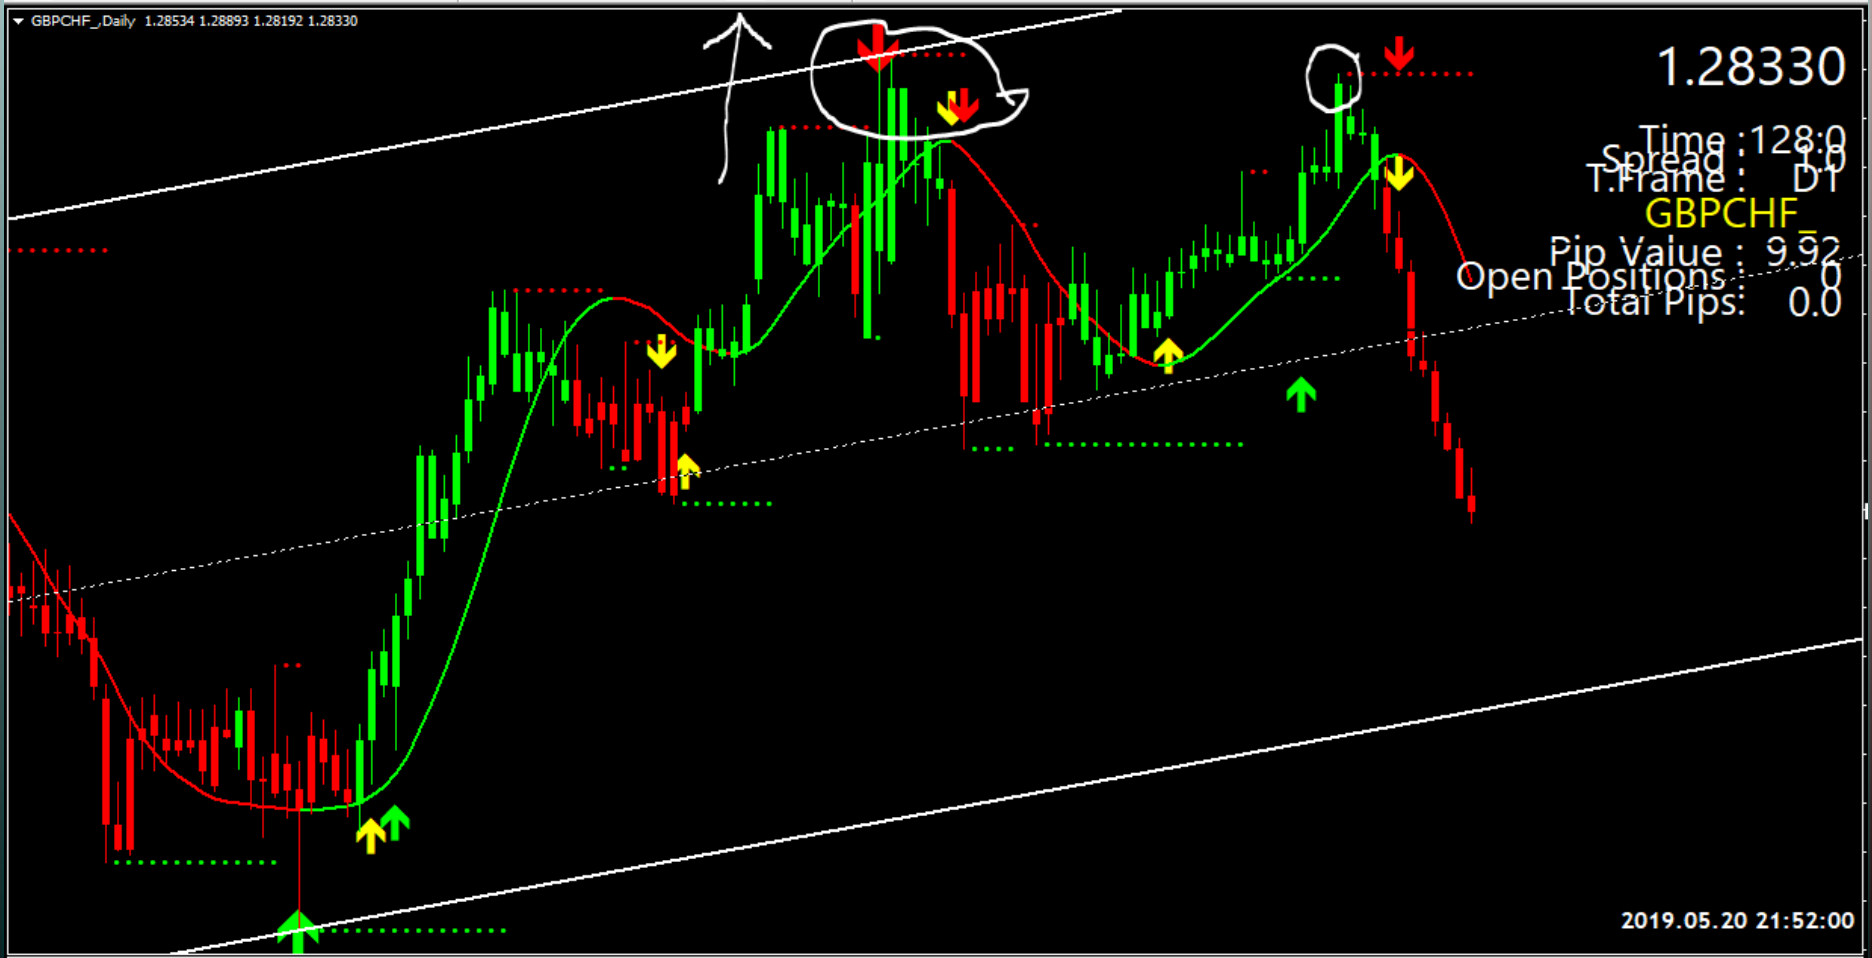 GBPCHF_,Daily 1.28534 1.28893 1.28192 1.28330
1.28330
Time :128:0
Spread : 1.0
T.Frame : D1
GBPCHF_
Pip Value : 9.92
Open Positions : 0
Total Pips: 0.0
2019.05.20 21:52:00